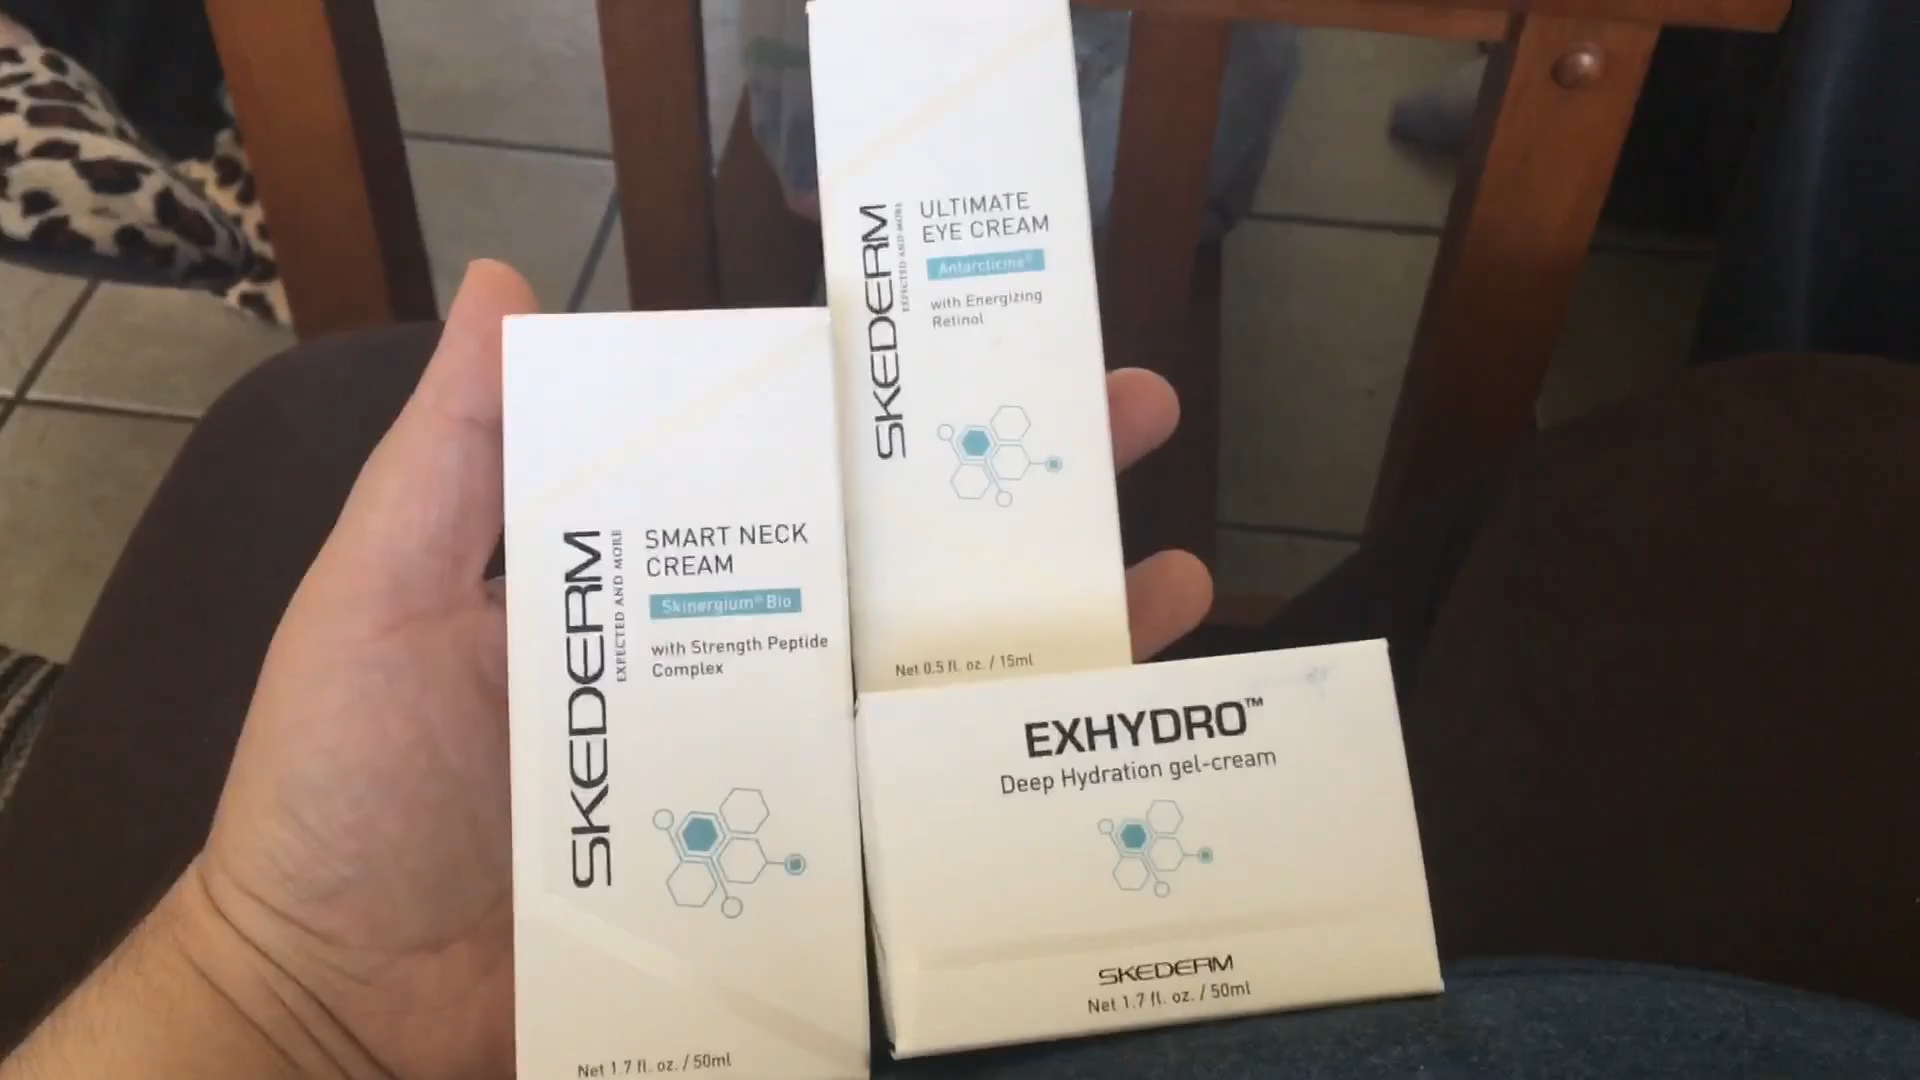 SKEDERM
EXPECTED AND MORE
ULTIMATE
EYE CREAM
Antarcticine®
with Energizing
Retinol
Net 0.5 fl. oz. / 15ml
SKEDERM
EXPECTED AND MORE
SMART NECK
CREAM
Skinergium® Bio
with Strength Peptide
Complex
Net 1.7 fl. oz. / 50ml
EXHYDRO™
Deep Hydration gel-cream
SKEDERM
Net 1.7 fl. oz. / 50ml